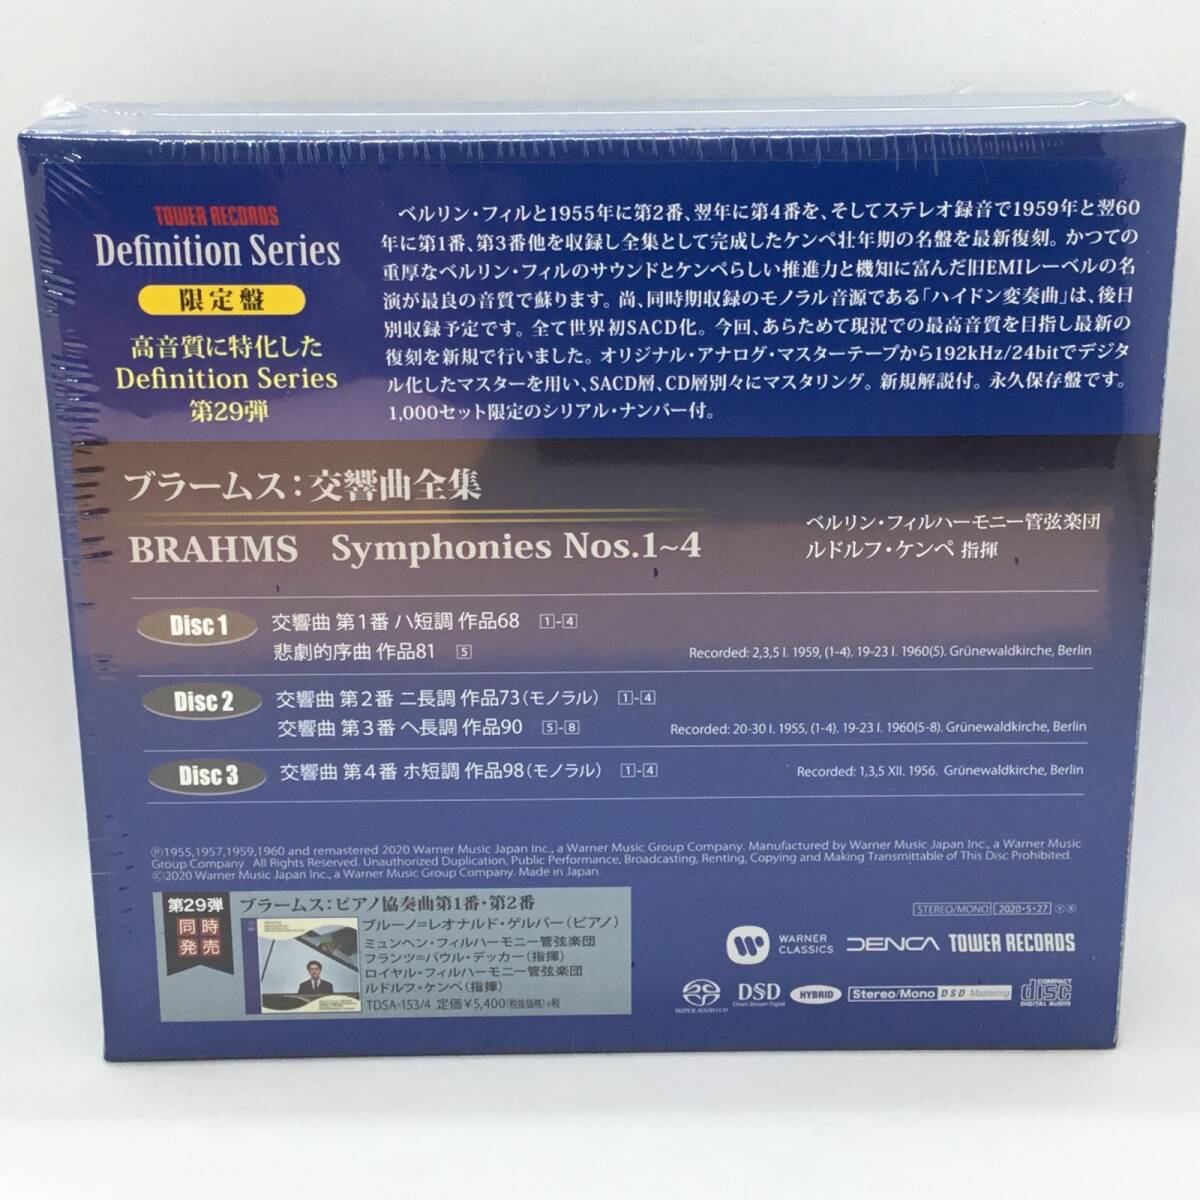 TOWER RECORDS
Definition Series
限定盤
高音質に特化した
Definition Series
第29弾
ベルリン・フィルと1955年に第2番、翌年に第4番を、そしてステレオ録音で1959年と翌60
年に第1番、第3番他を収録し全集として完成したケンペ壮年期の名盤を最新復刻。かつての
重厚なベルリン・フィルのサウンドとケンペらしい推進力と機知に富んだ旧EMIレーベルの名
演が最良の音質で蘇ります。尚、同時期収録のモノラル音源である「ハイドン変奏曲」は、後日
別収録予定です。全て世界初SACD化。今回、あらためて現況での最高音質を目指し最新の
復刻を新規で行いました。オリジナル・アナログ・マスターテープから192kHz/24bitでデジタ
ル化したマスターを用い、SACD層、CD層別々にマスタリング。新規解説付。永久保存盤です。
1,000セット限定のシリアル・ナンバー付。
ブラームス：交響曲全集
BRAHMS Symphonies Nos.1~4
ベルリン・フィルハーモニー管弦楽団
ルドルフ・ケンペ 指揮
Disc 1
交響曲 第1番 ハ短調 作品68 1-4
悲劇的序曲 作品81 5
Recorded: 2,3,5 I. 1959, (1-4). 19-23 I. 1960(5). Grünewaldkirche, Berlin
Disc 2
交響曲 第2番 ニ長調 作品73（モノラル） 1-4
交響曲 第3番 ヘ長調 作品90 5-8
Recorded: 20-30 I. 1955, (1-4). 19-23 I. 1960(5-8). Grünewaldkirche, Berlin
Disc 3
交響曲 第4番 ホ短調 作品98（モノラル） 1-4
Recorded: 1,3,5 XII. 1956. Grünewaldkirche, Berlin
Ⓟ1955,1957,1959,1960 and remastered 2020 Warner Music Japan Inc., a Warner Music Group Company. Manufactured by Warner Music Japan Inc., a Warner Music
Group Company. All Rights Reserved. Unauthorized Duplication, Public Performance, Broadcasting, Renting, Copying and Making Transmittable of This Disc Prohibited.
©2020 Warner Music Japan Inc., a Warner Music Group Company. Made in Japan.
第29弾
同時
発売
ブラームス：ピアノ協奏曲第1番・第2番
ブルーノ=レオナルド・ゲルバー（ピアノ）
ミュンヘン・フィルハーモニー管弦楽団
フランツ=パウル・デッカー（指揮）
ロイヤル・フィルハーモニー管弦楽団
ルドルフ・ケンペ（指揮）
TDSA-153/4 定価¥5,400(税抜価格)+税
STEREO/MONO 2020・5・27
WARNER
CLASSICS
DENCA
TOWER RECORDS
SACD
SUPER AUDIO CD
DSD
Direct Stream Digital
HYBRID
Stereo/Mono DSD Mastering
COMPACT
disc
DIGITAL AUDIO